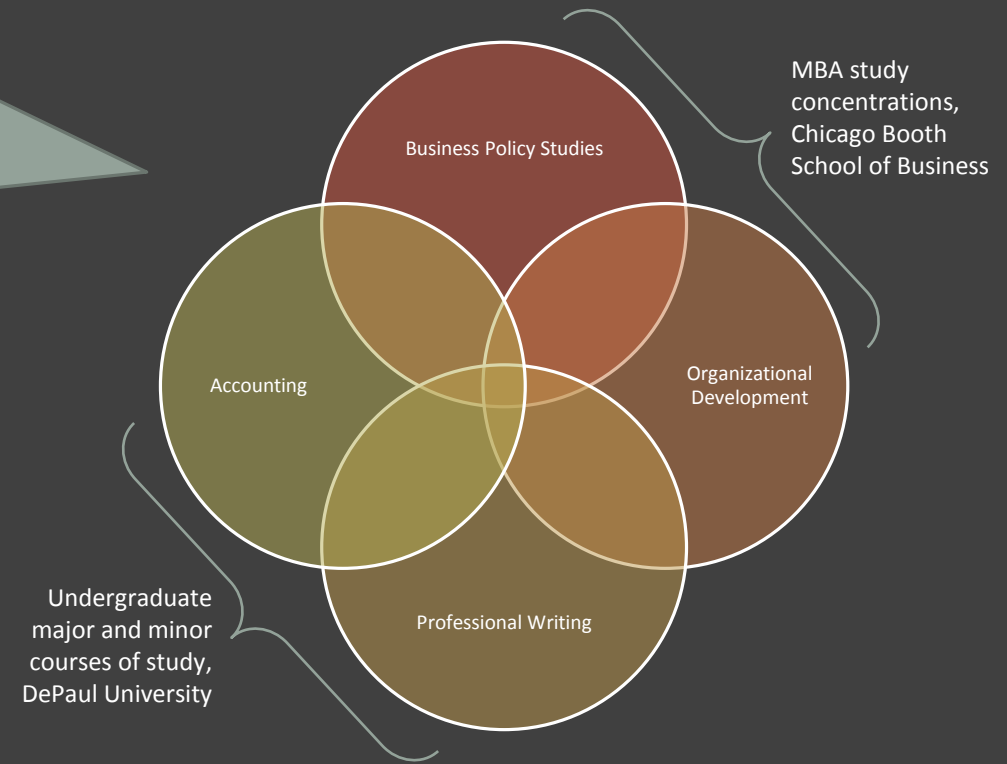 MBA study
concentrations,
Chicago Booth
School of Business
Business Policy Studies
Accounting
Organizational
Development
Professional Writing
Undergraduate
major and minor
courses of study,
DePaul University